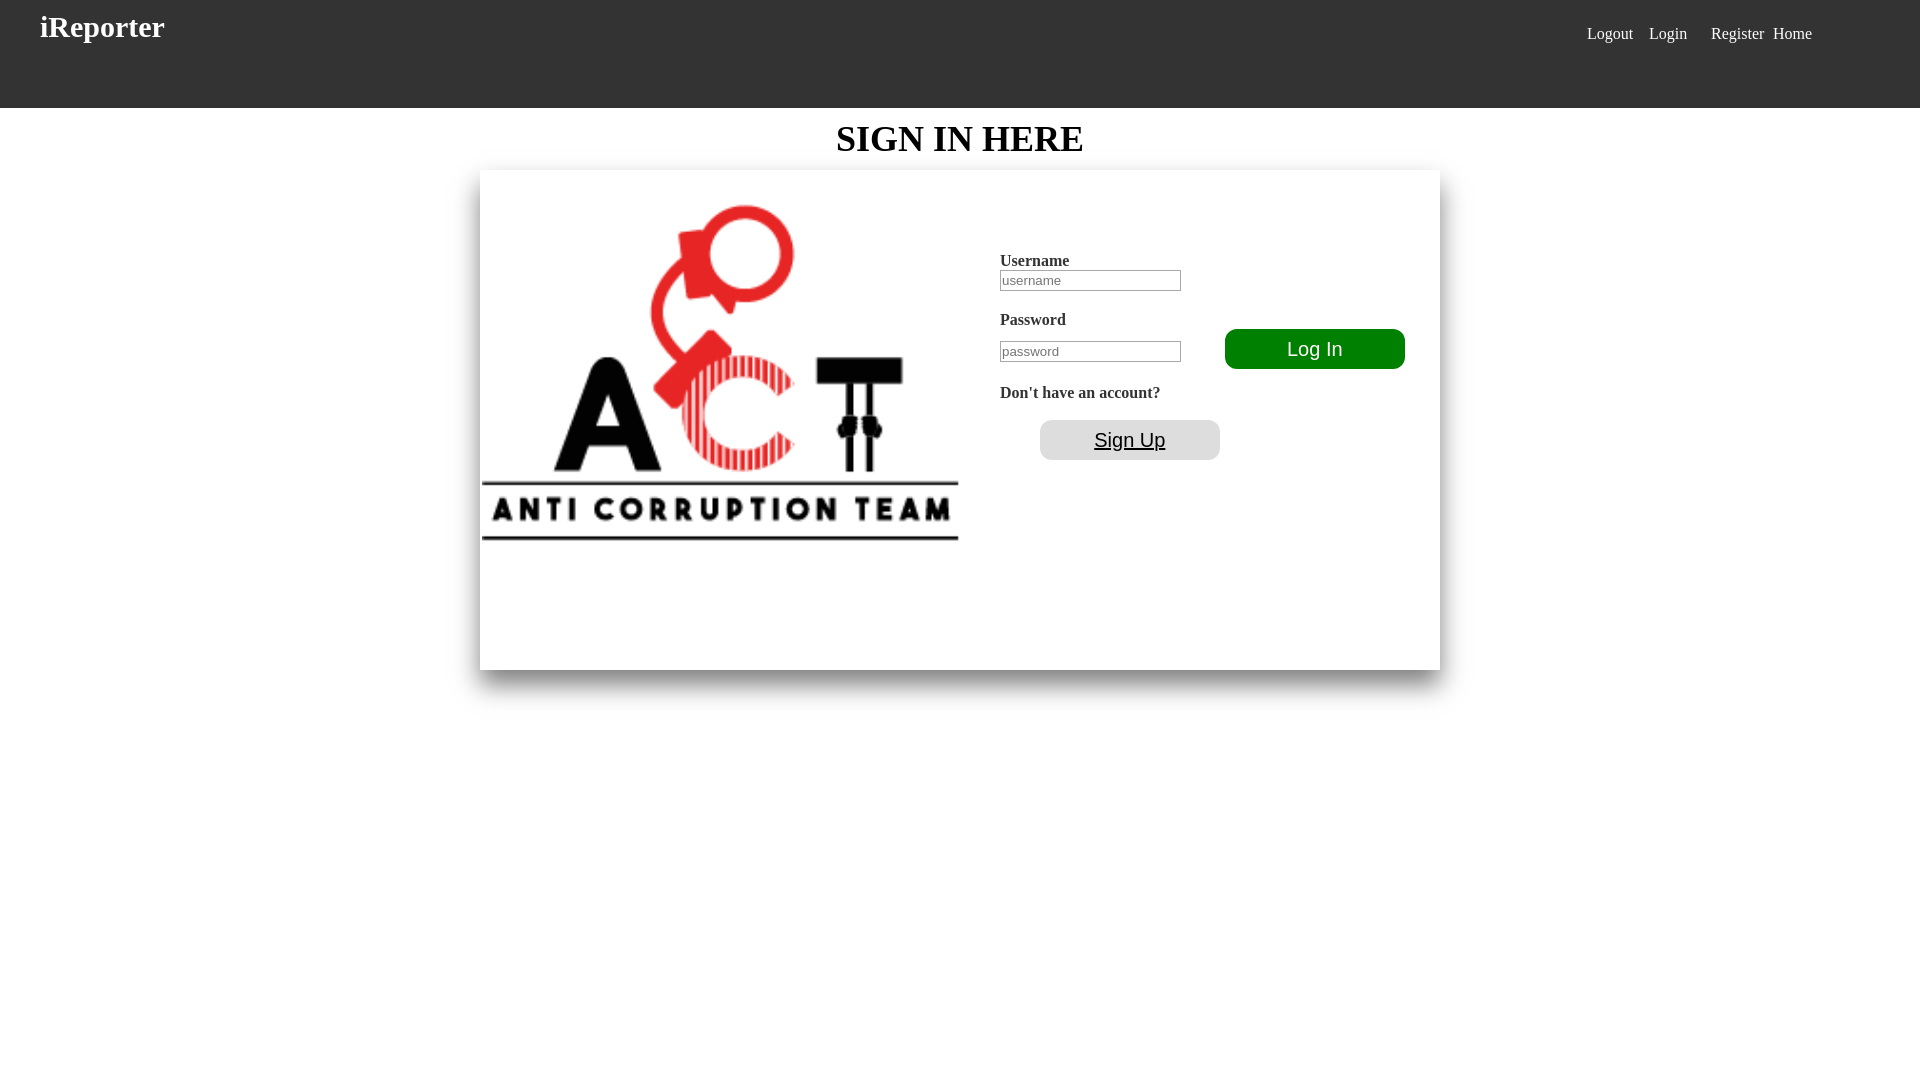 iReporter
Logout Login Register Home
SIGN IN HERE
ACT
ANTI CORRUPTION TEAM
Username
username
Password
password
Log In
Don't have an account?
Sign Up